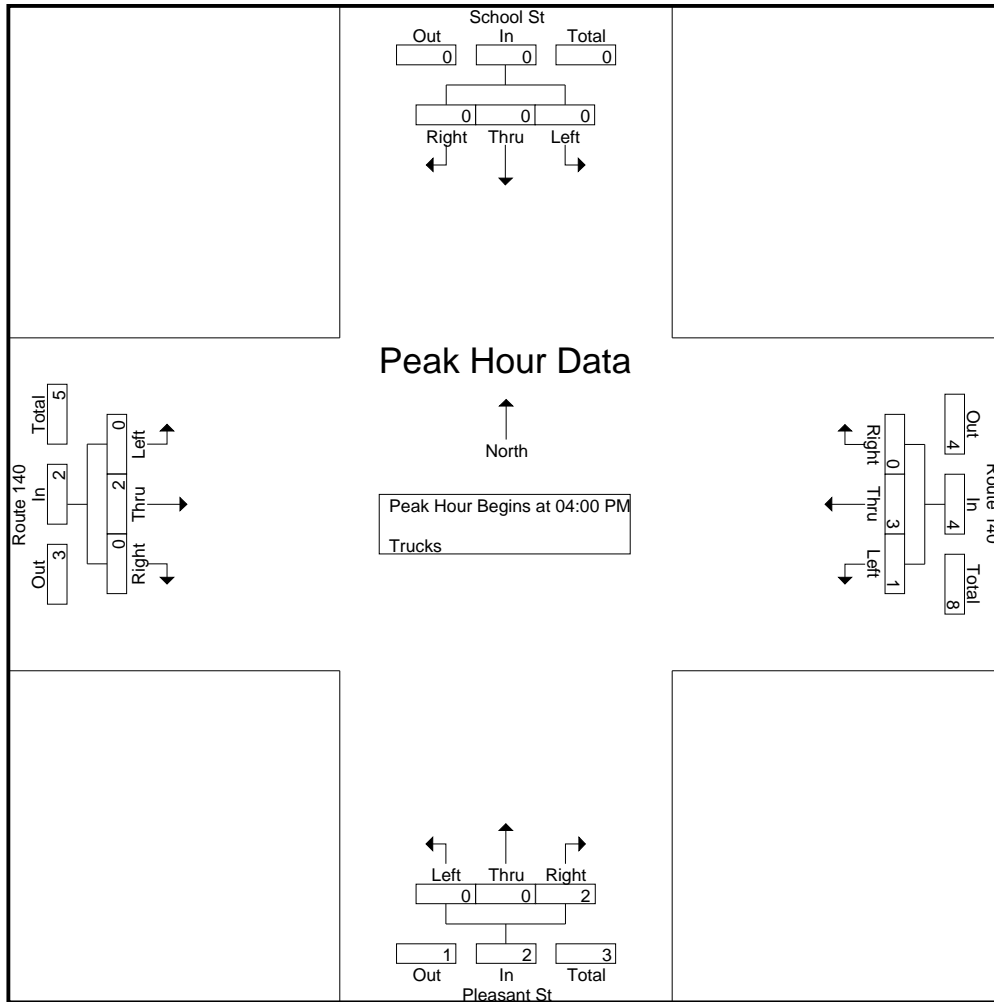 School St
Out In Total
0 0 0
0 0 0
Right Thru Left
Peak Hour Data
North
Peak Hour Begins at 04:00 PM
Trucks
Route 140
Total In Out
5 2 3
0 2 0
Left Thru Right
Route 140
Out In Total
4 4 8
0 3 1
Right Thru Left
Left Thru Right
0 0 2
1 2 3
Out In Total
Pleasant St